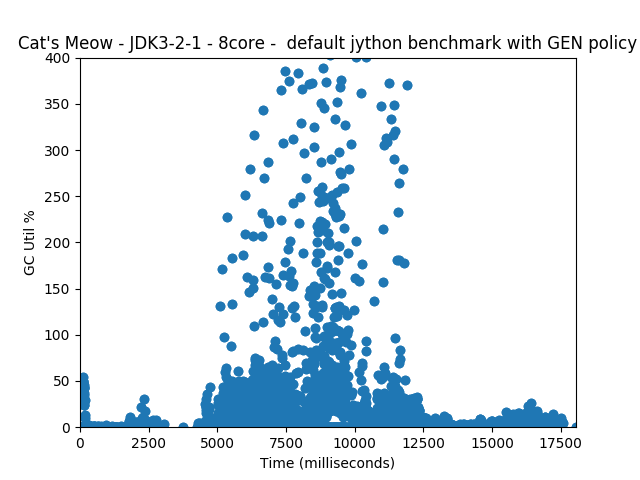 Cat's Meow - JDK3-2-1 - 8core -  default jython benchmark with GEN policy
400
350
300
250
200
150
100
50
0
GC Util %
0 2500 5000 7500 10000 12500 15000 17500
Time (milliseconds)